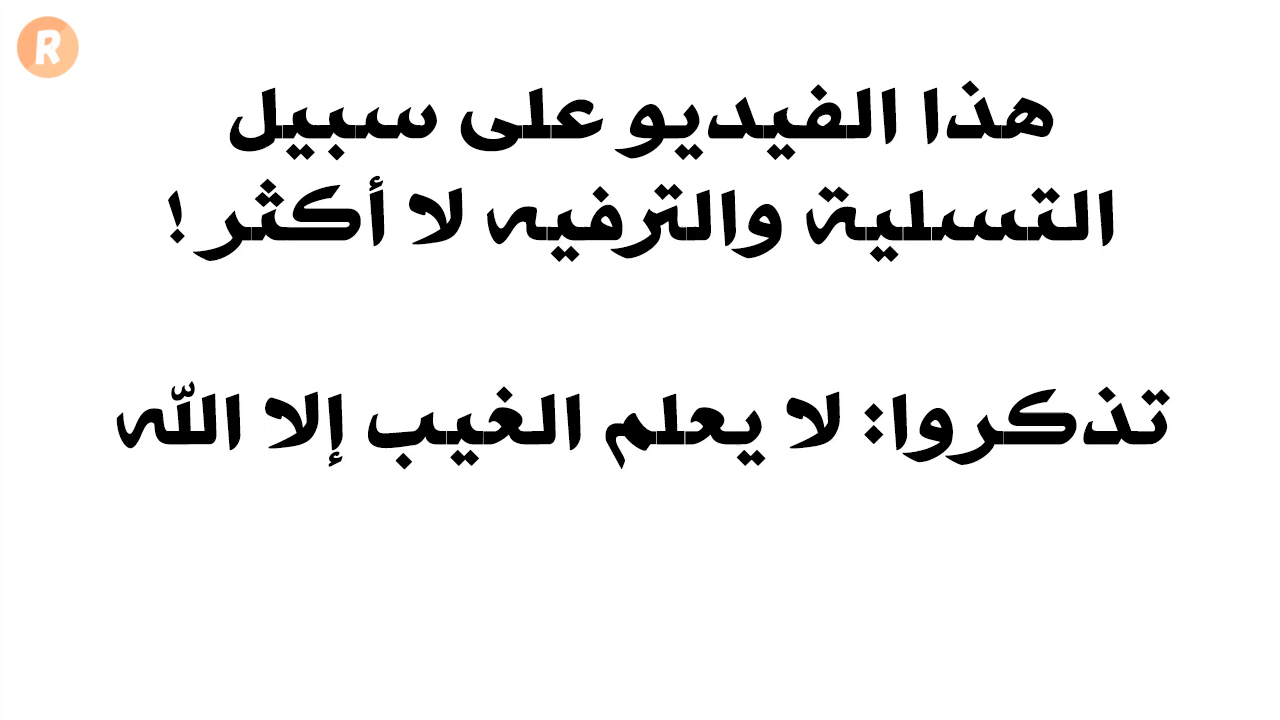 R
هذا الفيديو على سبيل
التسلية والترفيه لا أكثر !
تذكروا: لا يعلم الغيب إلا الله